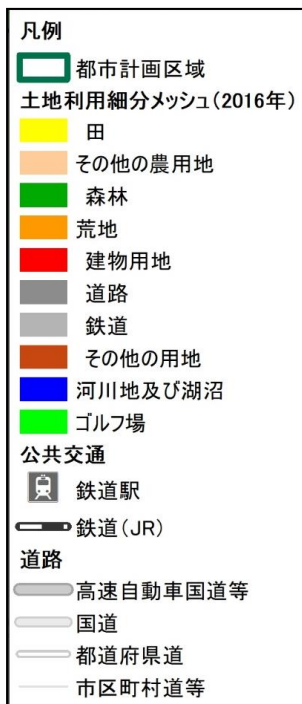 凡例
都市計画区域
土地利用細分メッシュ(2016年)
田
その他の農用地
森林
荒地
建物用地
道路
鉄道
その他の用地
河川地及び湖沼
ゴルフ場
公共交通
鉄道駅
鉄道(JR)
道路
高速自動車国道等
国道
都道府県道
市区町村道等